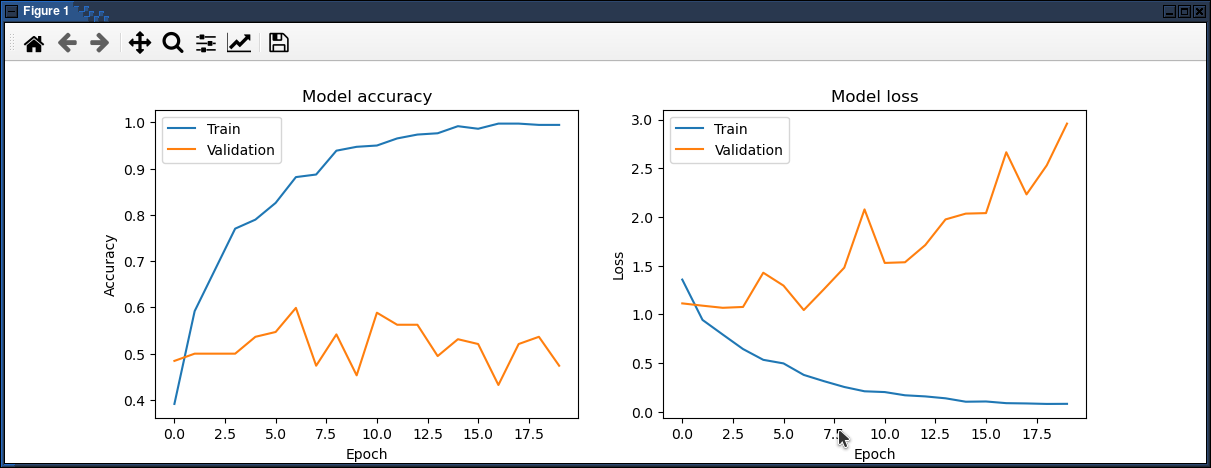 Figure 1
Model accuracy
Train
Validation
1.0
0.9
0.8
0.7
0.6
0.5
0.4
Accuracy
0.0 2.5 5.0 7.5 10.0 12.5 15.0 17.5
Epoch
Model loss
Train
Validation
3.0
2.5
2.0
1.5
1.0
0.5
0.0
Loss
0.0 2.5 5.0 7.5 10.0 12.5 15.0 17.5
Epoch